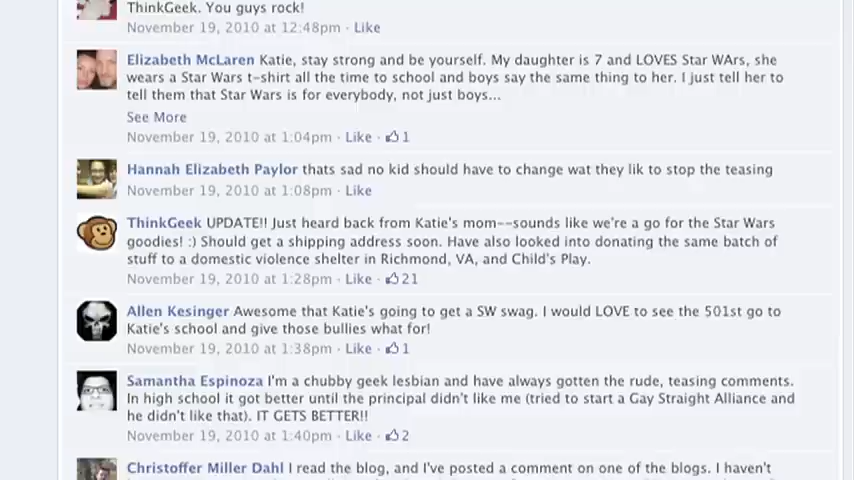 ThinkGeek. You guys rock!
November 19, 2010 at 12:48pm · Like
Elizabeth McLaren Katie, stay strong and be yourself. My daughter is 7 and LOVES Star WArs, she
wears a Star Wars t-shirt all the time to school and boys say the same thing to her. I just tell her to
tell them that Star Wars is for everybody, not just boys...
See More
November 19, 2010 at 1:04pm · Like · 1
Hannah Elizabeth Paylor thats sad no kid should have to change wat they lik to stop the teasing
November 19, 2010 at 1:08pm · Like
ThinkGeek UPDATE!! Just heard back from Katie's mom--sounds like we're a go for the Star Wars
goodies! :) Should get a shipping address soon. Have also looked into donating the same batch of
stuff to a domestic violence shelter in Richmond, VA, and Child's Play.
November 19, 2010 at 1:28pm · Like · 21
Allen Kesinger Awesome that Katie's going to get a SW swag. I would LOVE to see the 501st go to
Katie's school and give those bullies what for!
November 19, 2010 at 1:38pm · Like · 1
Samantha Espinoza I'm a chubby geek lesbian and have always gotten the rude, teasing comments.
In high school it got better until the principal didn't like me (tried to start a Gay Straight Alliance and
he didn't like that). IT GETS BETTER!!
November 19, 2010 at 1:40pm · Like · 2
Christoffer Miller Dahl I read the blog, and I've posted a comment on one of the blogs. I haven't